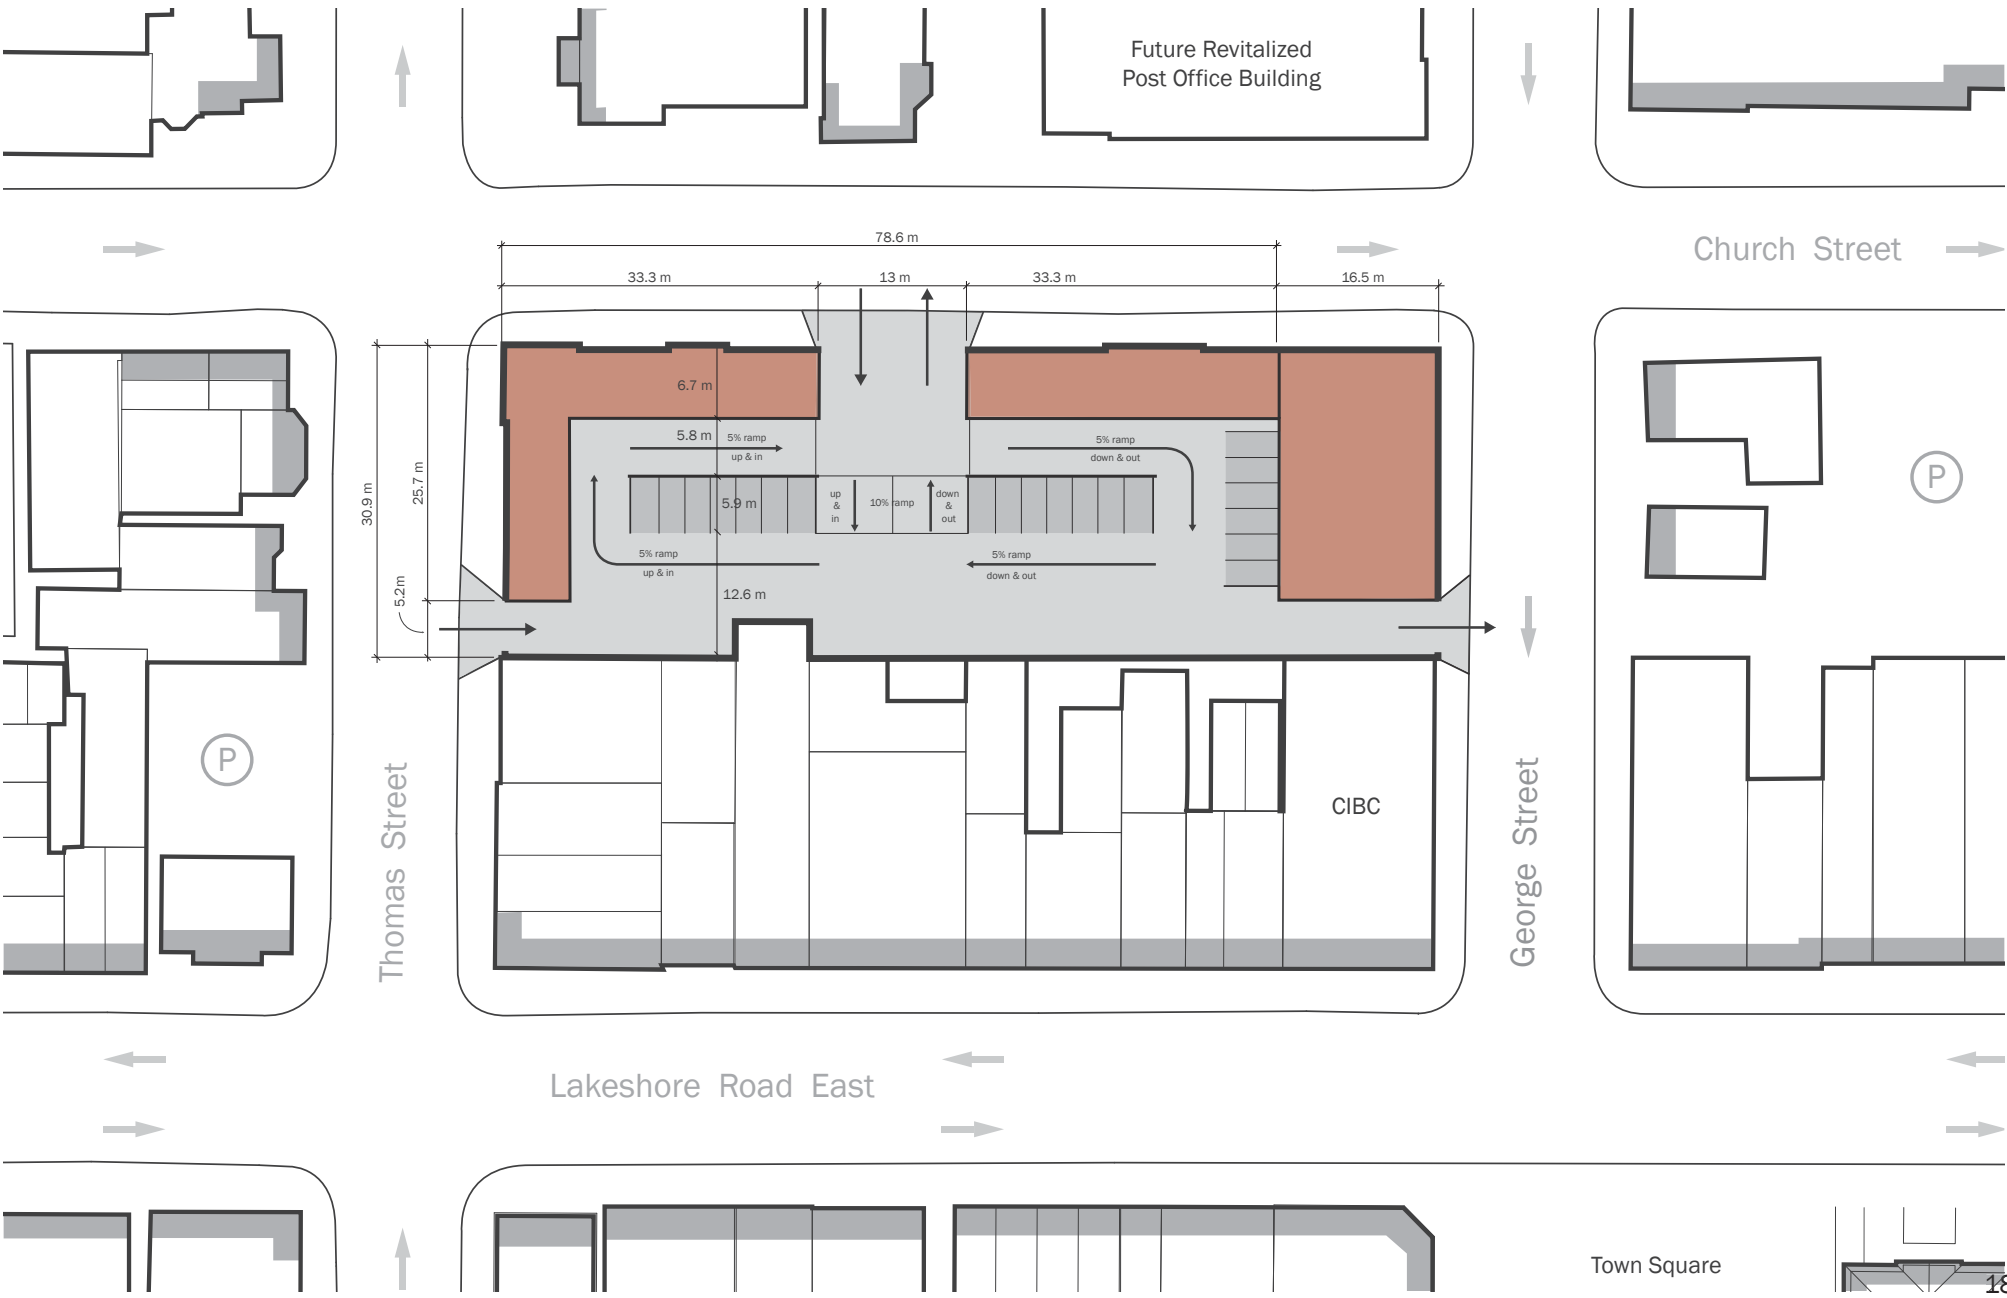 Future Revitalized
Post Office Building
Church Street
78.6 m
33.3 m
13 m
33.3 m
16.5 m
6.7 m
5.8 m
5% ramp
up & in
5% ramp
down & out
30.9 m
25.7 m
5.9 m
up
&
in
10% ramp
down
&
out
5% ramp
up & in
5% ramp
down & out
5.2m
12.6 m
P
P
Thomas Street
George Street
CIBC
Lakeshore Road East
Town Square
18